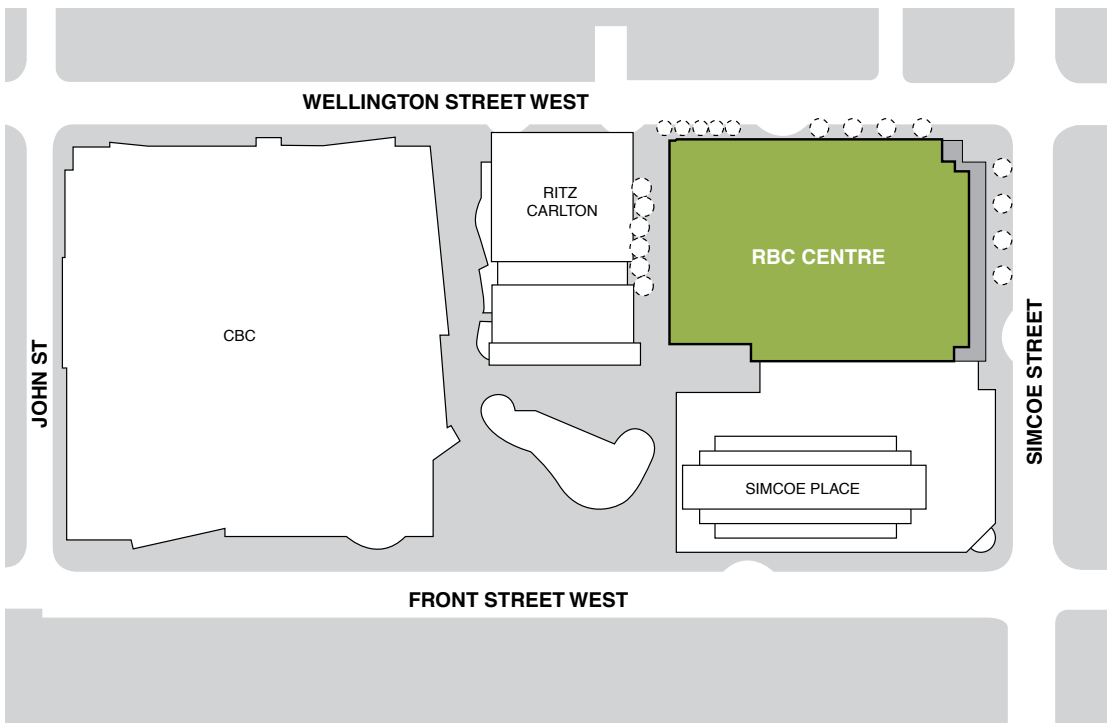 WELLINGTON STREET WEST
RITZ
CARLTON
RBC CENTRE
CBC
JOHN ST
SIMCOE STREET
SIMCOE PLACE
FRONT STREET WEST